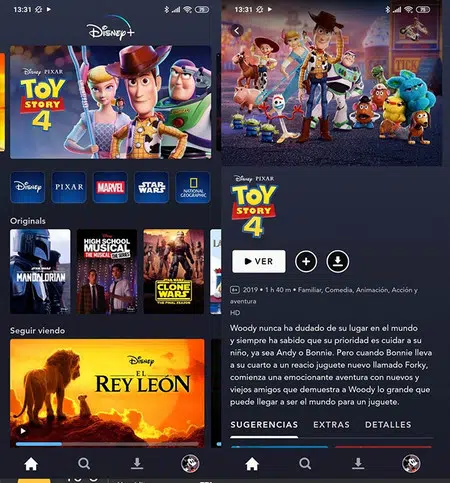 13:31
75
Disney+
DISNEY PIXAR
TOY
STORY
4
Disney
PIXAR
MARVEL
STAR
WARS
NATIONAL
GEOGRAPHIC
Originals
THE
MANDALORIAN
HIGH SCHOOL
MUSICAL
THE MUSICAL
STAR WARS
THE
CLONE
WARS
THE FINAL SEASON
Seguir viendo
Disney
EL
REY LEÓN
13:31
75
DISNEY PIXAR
TOY
STORY
4
VER
6+ 2019 • 1 h 40 m • Familiar, Comedia, Animación, Acción y
aventura
HD
Woody nunca ha dudado de su lugar en el mundo
y siempre ha sabido que su prioridad es cuidar a su
niño, ya sea Andy o Bonnie. Pero cuando Bonnie lleva
a su cuarto a un reacio juguete nuevo llamado Forky,
comienza una emocionante aventura con nuevos y
viejos amigos que demuestra a Woody lo grande que
puede llegar a ser el mundo para un juguete.
SUGERENCIAS EXTRAS DETALLES